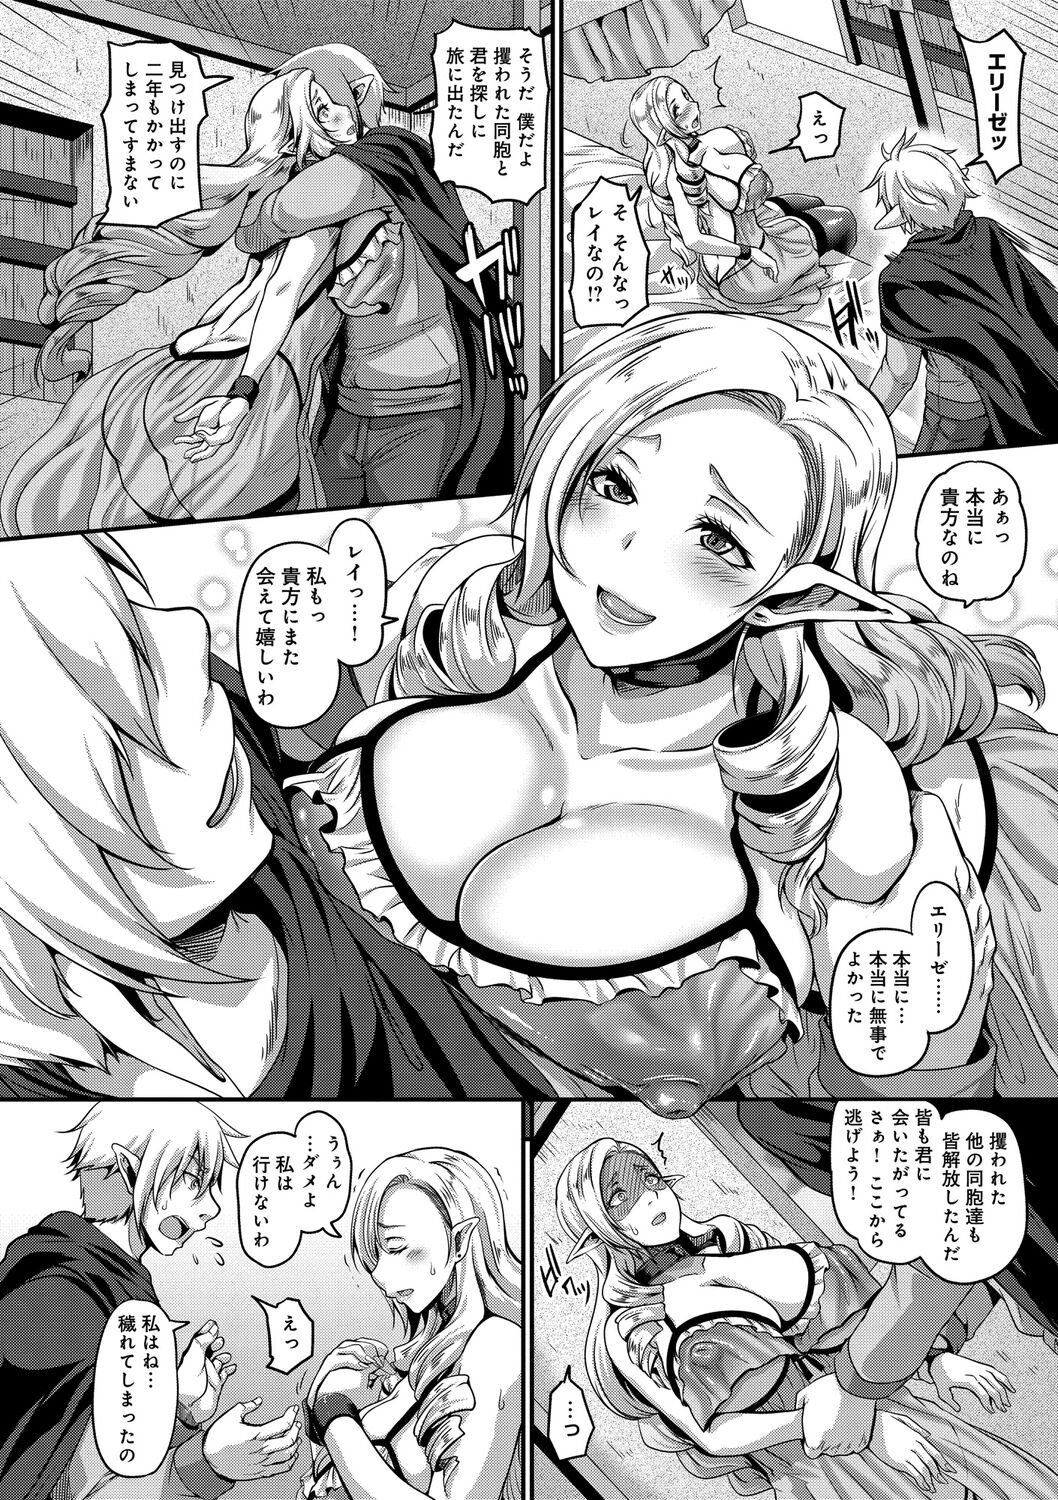 エリーゼッ
えっ
そ そんなっ
レイなの!?
ギュ
そうだ 僕だよ
攫われた同胞と
君を探しに
旅に出たんだ
見つけ出すのに
二年もかかって
しまってすまない
あぁっ
本当に
貴方なのね
レイっ…!
私もっ
貴方にまた
会えて嬉しいわ
エリーゼ……
本当に…
本当に無事で
よかった
攫われた
他の同胞達も
皆解放したんだ
皆も君に
会いたがってる
さぁ! ここから
逃げよう!
…っ
ううん
…ダメよ
私は
行けないわ
えっ
私はね…
穢れてしまったの